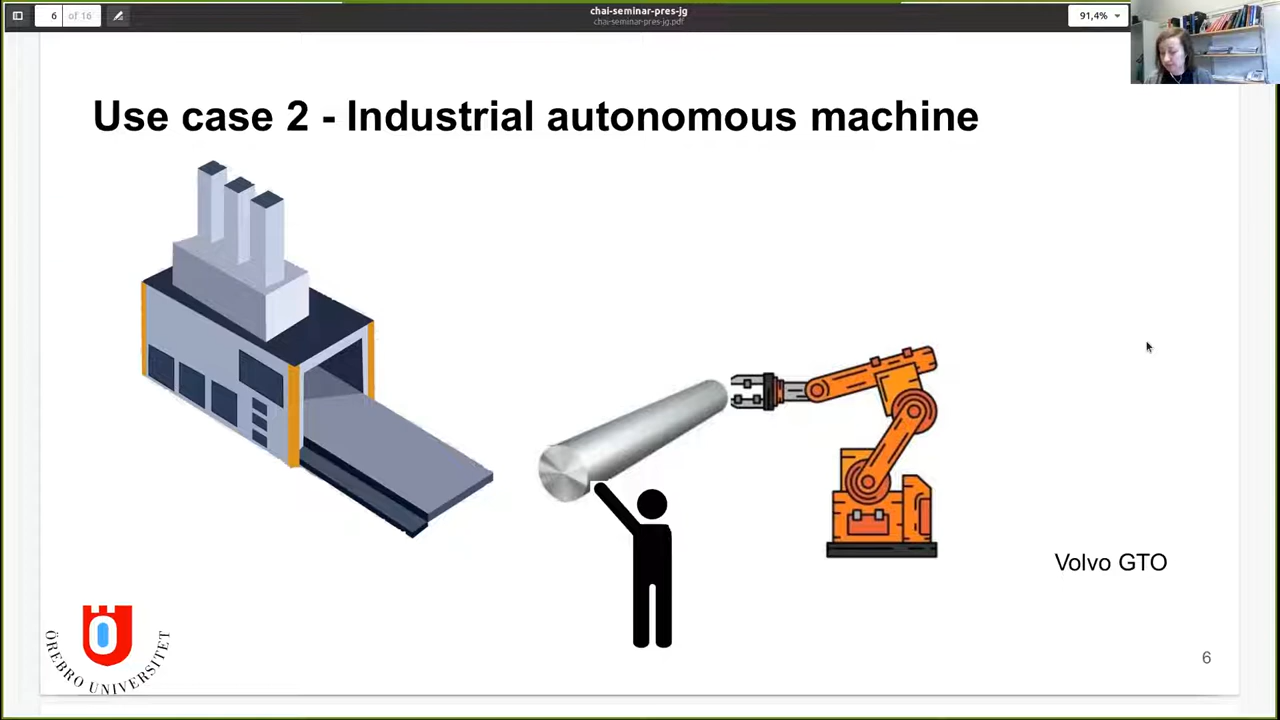 6 of 16
chai-seminar-pres-jg
chai-seminar-pres-jg.pdf
91,4%
Use case 2 - Industrial autonomous machine
Volvo GTO
ÖREBRO UNIVERSITET
6